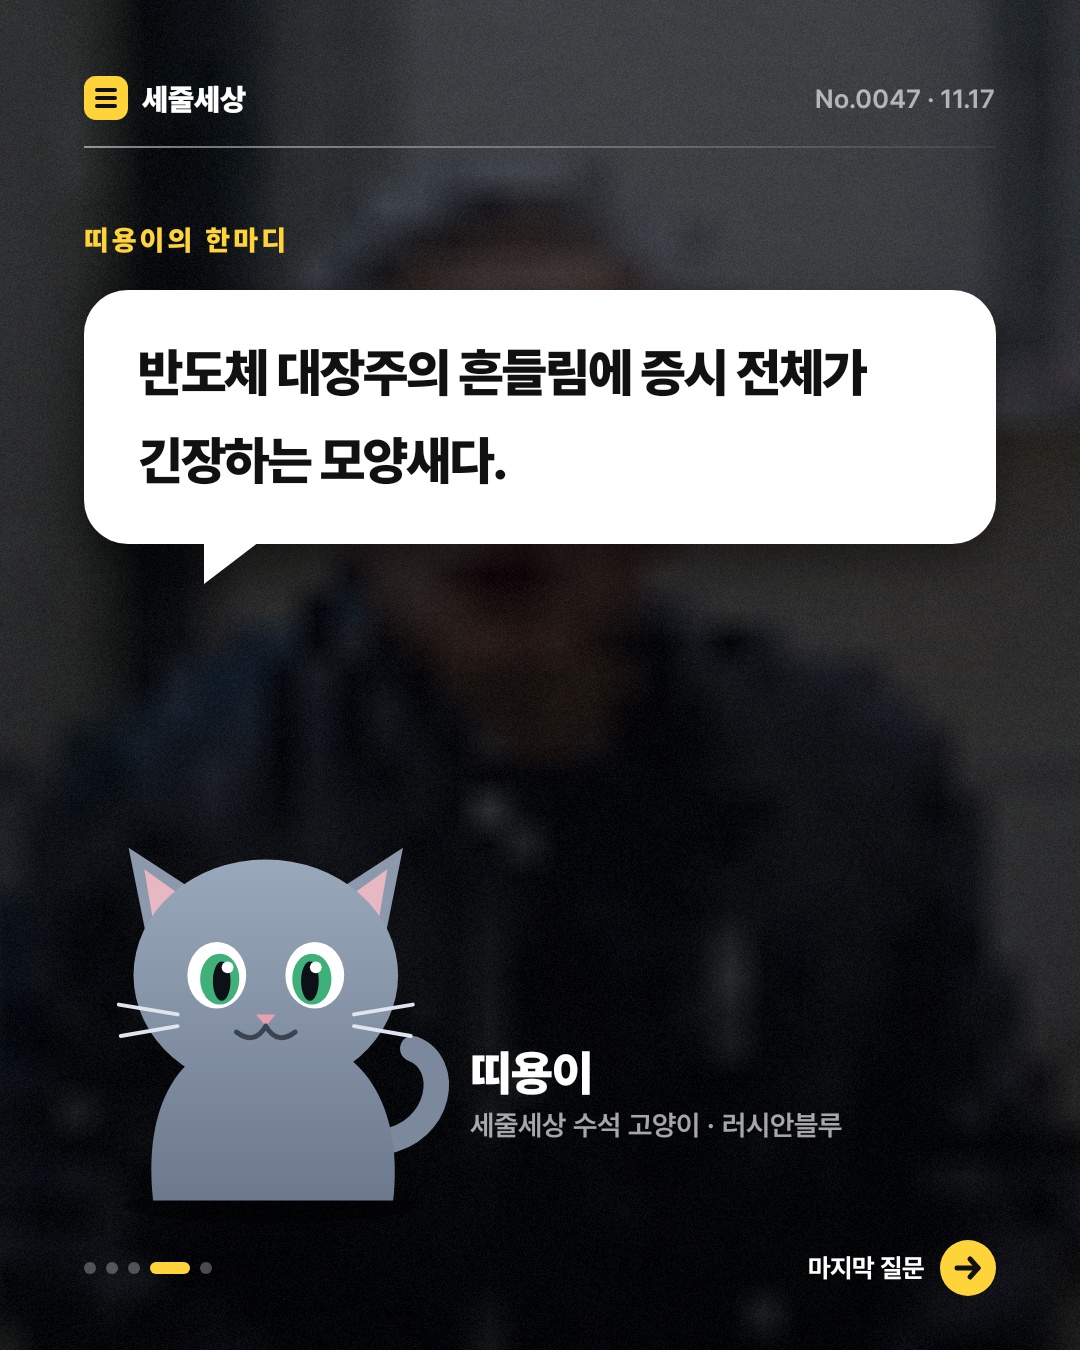 세줄세상
No.0047 · 11.17
띠용이의 한마디
반도체 대장주의 흔들림에 증시 전체가
긴장하는 모양새다.
띠용이
세줄세상 수석 고양이 · 러시안블루
마지막 질문